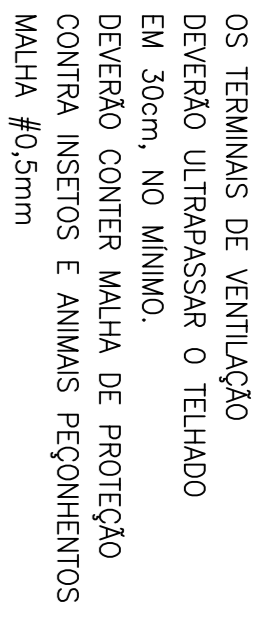 OS TERMINAIS DE VENTILAÇÃO
DEVERÃO ULTRAPASSAR O TELHADO
EM 30cm, NO MÍNIMO.
DEVERÃO CONTER MALHA DE PROTEÇÃO
CONTRA INSETOS E ANIMAIS PEÇONHENTOS
MALHA #0,5mm